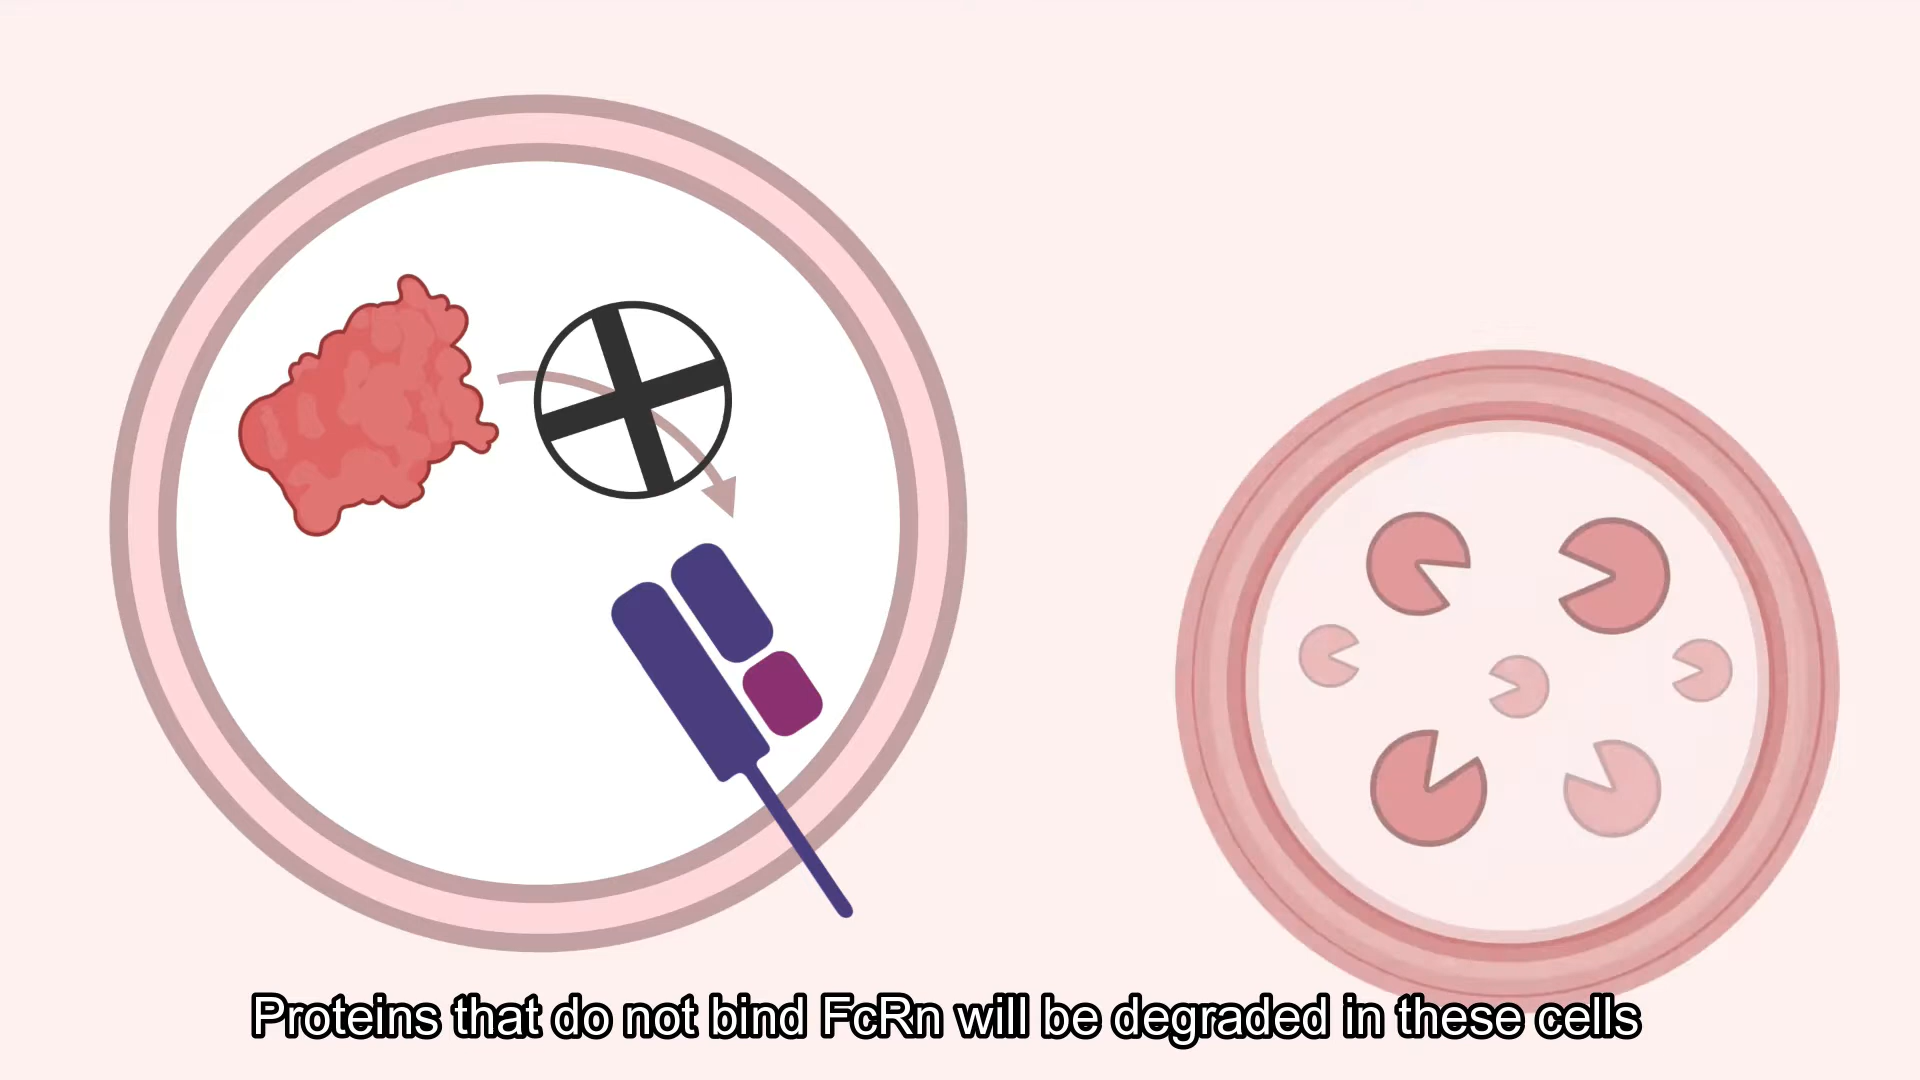 Proteins that do not bind FcRn will be degraded in these cells